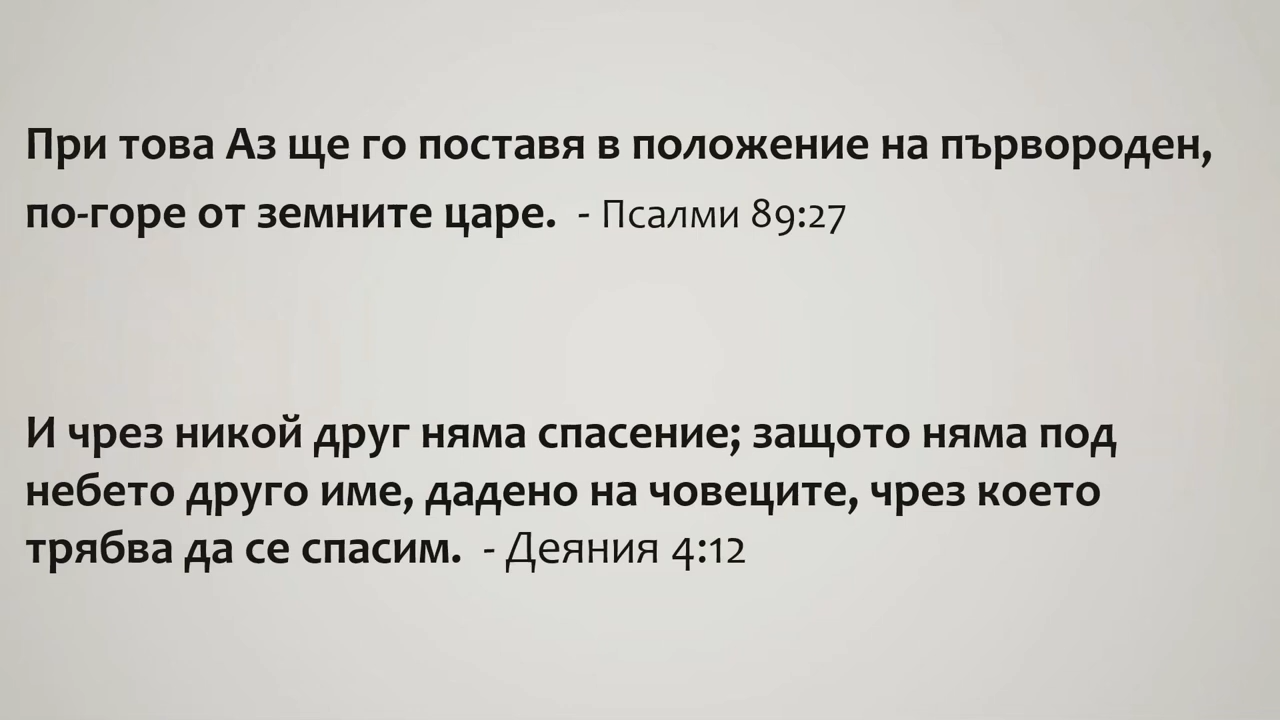 При това Аз ще го поставя в положение на първороден,
по-горе от земните царе.  - Псалми 89:27
И чрез никой друг няма спасение; защото няма под
небето друго име, дадено на човеците, чрез което
трябва да се спасим.  - Деяния 4:12